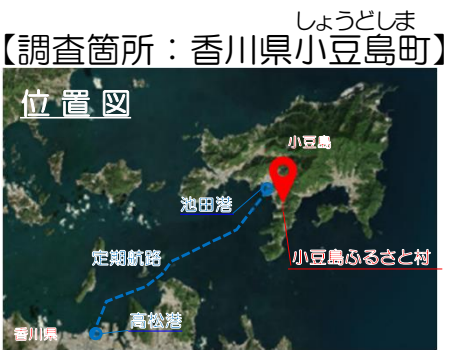 しょうどしま
【調査箇所：香川県小豆島町】
位置図
小豆島
池田港
定期航路
小豆島ふるさと村
高松港
香川県